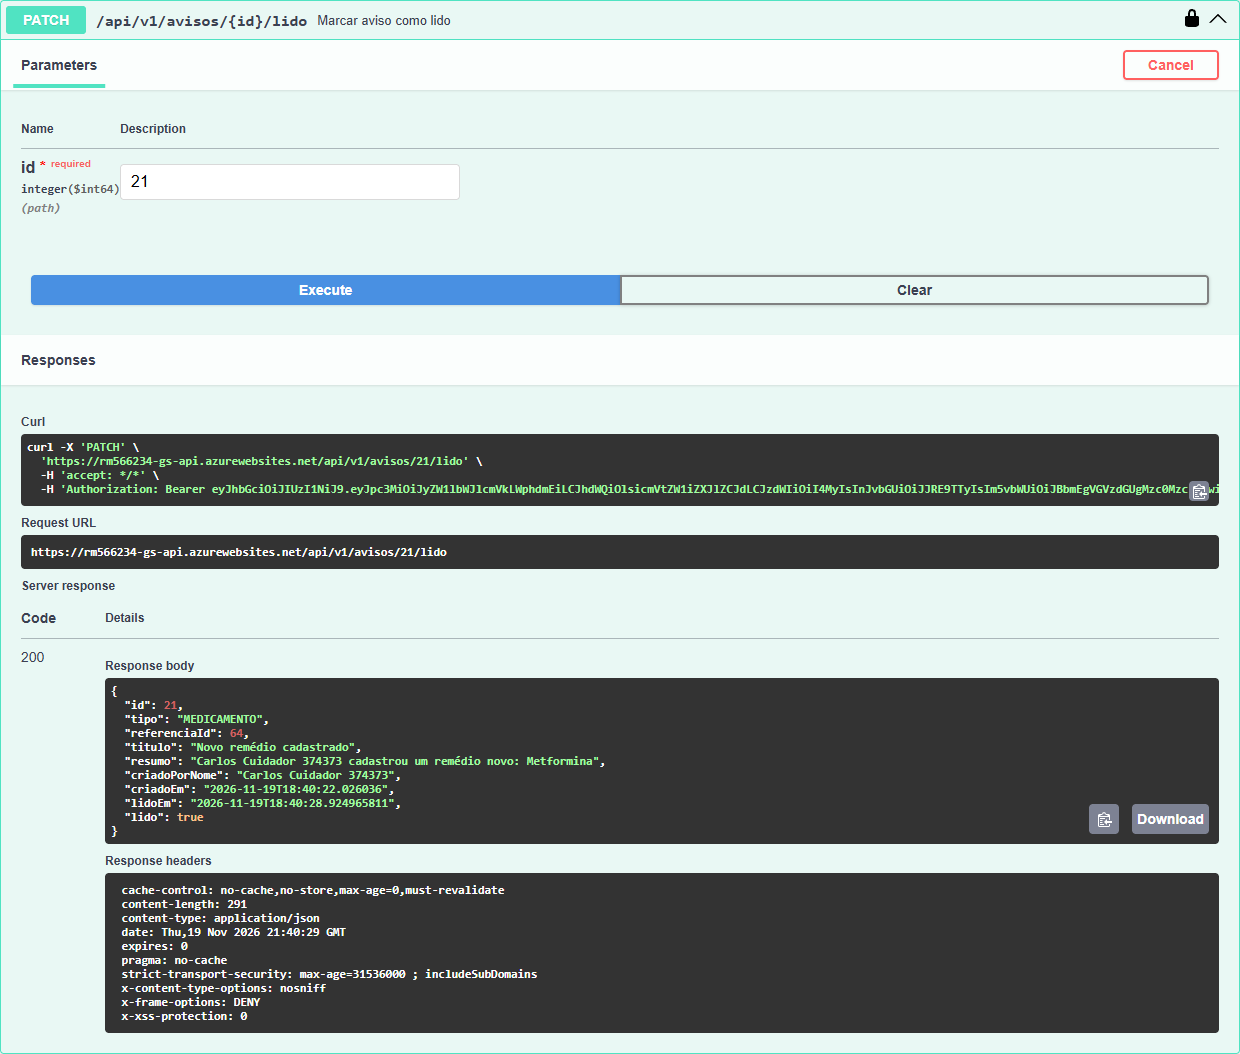 PATCH /api/v1/avisos/{id}/lido Marcar aviso como lido
Parameters
Cancel
Name Description
id * required
integer($int64)
(path)
21
Execute
Clear
Responses
Curl
curl -X 'PATCH' \
'https://rm566234-gs-api.azurewebsites.net/api/v1/avisos/21/lido' \
-H 'accept: */*' \
-H 'Authorization: Bearer
Request URL
https://rm566234-gs-api.azurewebsites.net/api/v1/avisos/21/lido
Server response
Code Details
200
Response body
{
"id": 21,
"tipo": "MEDICAMENTO",
"referenciaId": 64,
"titulo": "Novo remédio cadastrado",
"resumo": "Carlos Cuidador 374373 cadastrou um remédio novo: Metformina",
"criadoPorNome": "Carlos Cuidador 374373",
"criadoEm": "2026-11-19T18:40:22.026036",
"lidoEm": "2026-11-19T18:40:28.924965811",
"lido": true
}
Download
Response headers
cache-control: no-cache,no-store,max-age=0,must-revalidate
content-length: 291
content-type: application/json
date: Thu,19 Nov 2026 21:40:29 GMT
expires: 0
pragma: no-cache
strict-transport-security: max-age=31536000 ; includeSubDomains
x-content-type-options: nosniff
x-frame-options: DENY
x-xss-protection: 0